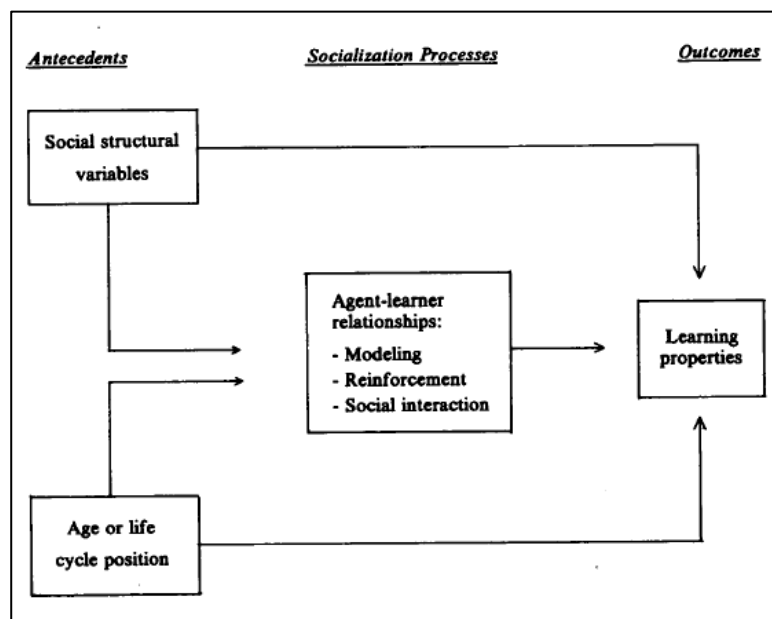 Antecedents
Socialization Processes
Outcomes
Social structural
variables
Agent-learner
relationships:
- Modeling
- Reinforcement
- Social interaction
Learning
properties
Age or life
cycle position